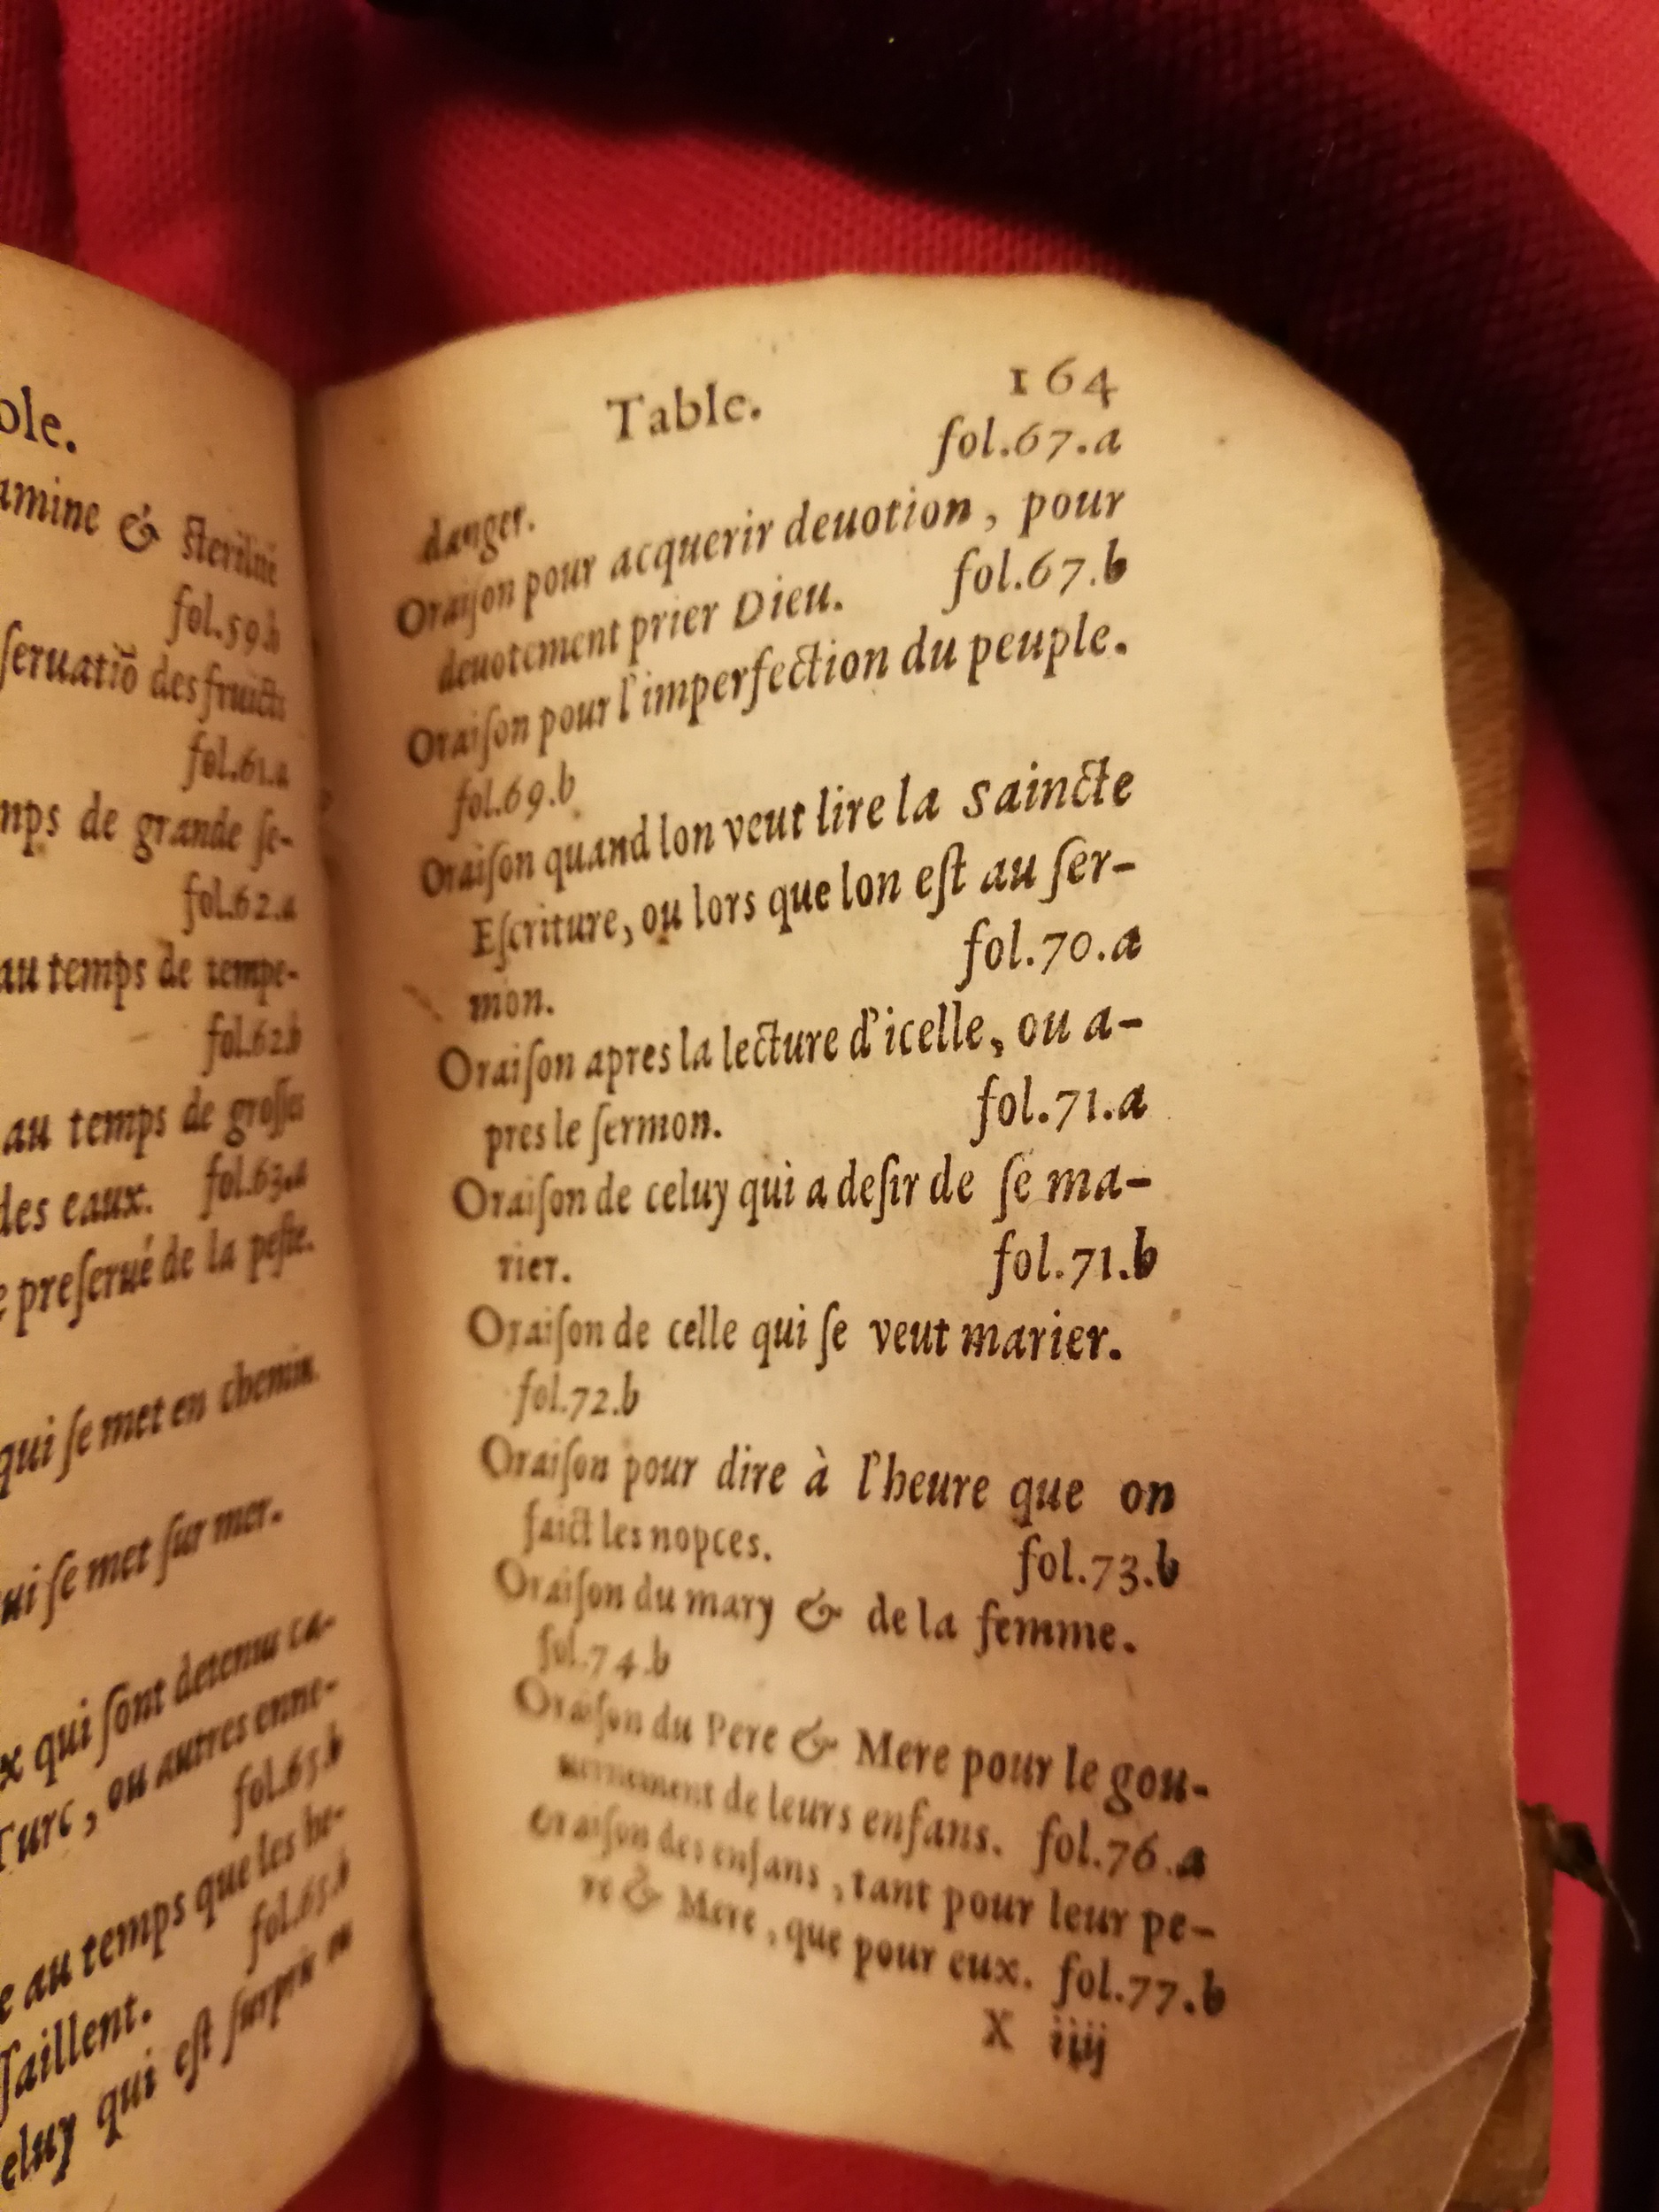 ble.
amine & sterilité
fol.59.b
seruatiō des fruicts
fol.61.a
mps de grande se-
fol.62.a
au temps de tempe-
fol.62.b
au temps de grosses
des eaux. fol.63.a
e preserué de la peste.
qui se met en chemin.
ui se met sur mer.
x qui sont detenus ca-
Turc, ou autres enne-
fol.65.b
e au temps que les he-
saillent. fol.65.b
eluy qui est surpris en
Table. 164
danger. fol.67.a
Oraison pour acquerir deuotion, pour
deuotement prier Dieu. fol.67.b
Oraison pour l'imperfection du peuple.
fol.69.b
Oraison quand lon veut lire la Saincte
Escriture, ou lors que lon est au ser-
mon. fol.70.a
Oraison apres la lecture d'icelle, ou a-
pres le sermon. fol.71.a
Oraison de celuy qui a desir de se ma-
rier. fol.71.b
Oraison de celle qui se veut marier.
fol.72.b
Oraison pour dire à l'heure que on
faict les nopces. fol.73.b
Oraison du mary & de la femme.
fol.74.b
Oraison du Pere & Mere pour le gou-
uernement de leurs enfans. fol.76.a
Oraison des enfans, tant pour leur pe-
re & Mere, que pour eux. fol.77.b
X iiij